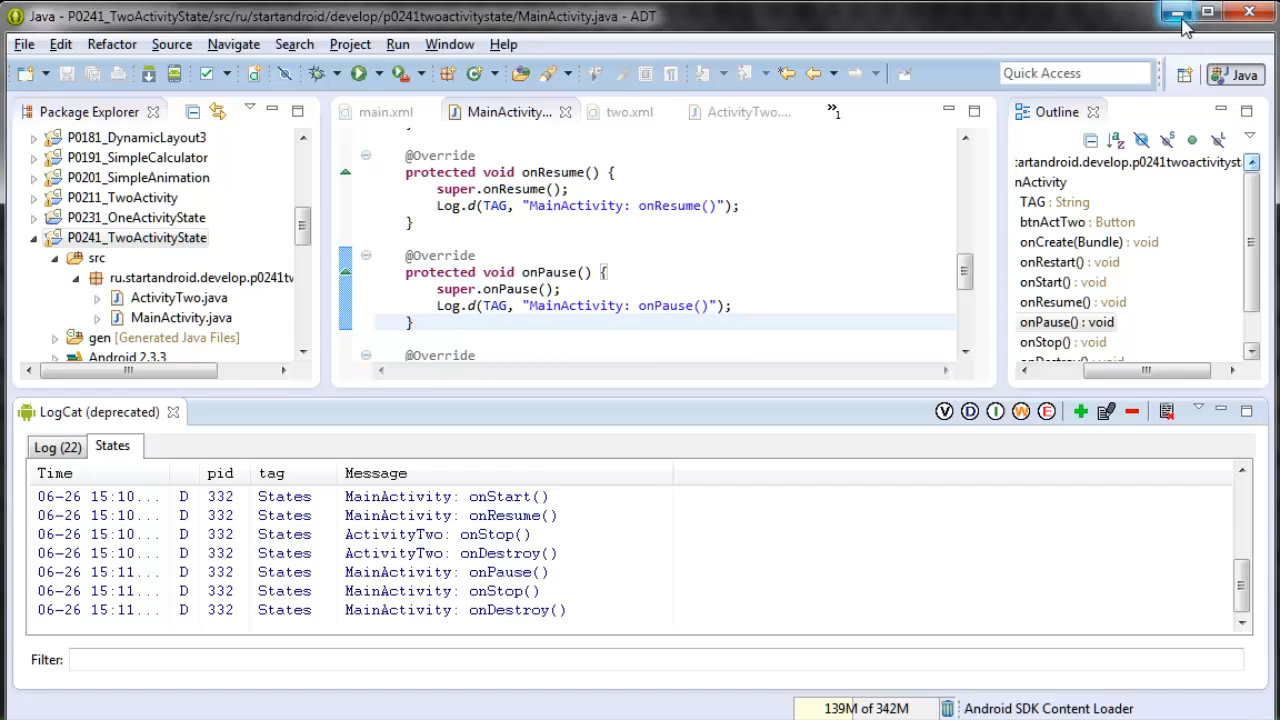 Java - P0241_TwoActivityState/src/ru/startandroid/develop/p0241twoactivitystate/MainActivity.java - ADT
File Edit Refactor Source Navigate Search Project Run Window Help
Quick Access
Java
Package Explorer
P0181_DynamicLayout3
P0191_SimpleCalculator
P0201_SimpleAnimation
P0211_TwoActivity
P0231_OneActivityState
P0241_TwoActivityState
src
ru.startandroid.develop.p0241tw
ActivityTwo.java
MainActivity.java
gen [Generated Java Files]
Android 2.3.3
main.xml MainActivity... two.xml ActivityTwo.... »1
}
@Override
protected void onResume() {
super.onResume();
Log.d(TAG, "MainActivity: onResume()");
}
@Override
protected void onPause() {
super.onPause();
Log.d(TAG, "MainActivity: onPause()");
}
@Override
Outline
:artandroid.develop.p0241twoactivityst
nActivity
TAG : String
btnActTwo : Button
onCreate(Bundle) : void
onRestart() : void
onStart() : void
onResume() : void
onPause() : void
onStop() : void
onDestroy() : void
LogCat (deprecated)
V D I W E
Log (22) States
Time pid tag Message
06-26 15:10... D 332 States MainActivity: onStart()
06-26 15:10... D 332 States MainActivity: onResume()
06-26 15:10... D 332 States ActivityTwo: onStop()
06-26 15:10... D 332 States ActivityTwo: onDestroy()
06-26 15:11... D 332 States MainActivity: onPause()
06-26 15:11... D 332 States MainActivity: onStop()
06-26 15:11... D 332 States MainActivity: onDestroy()
Filter:
139M of 342M
Android SDK Content Loader